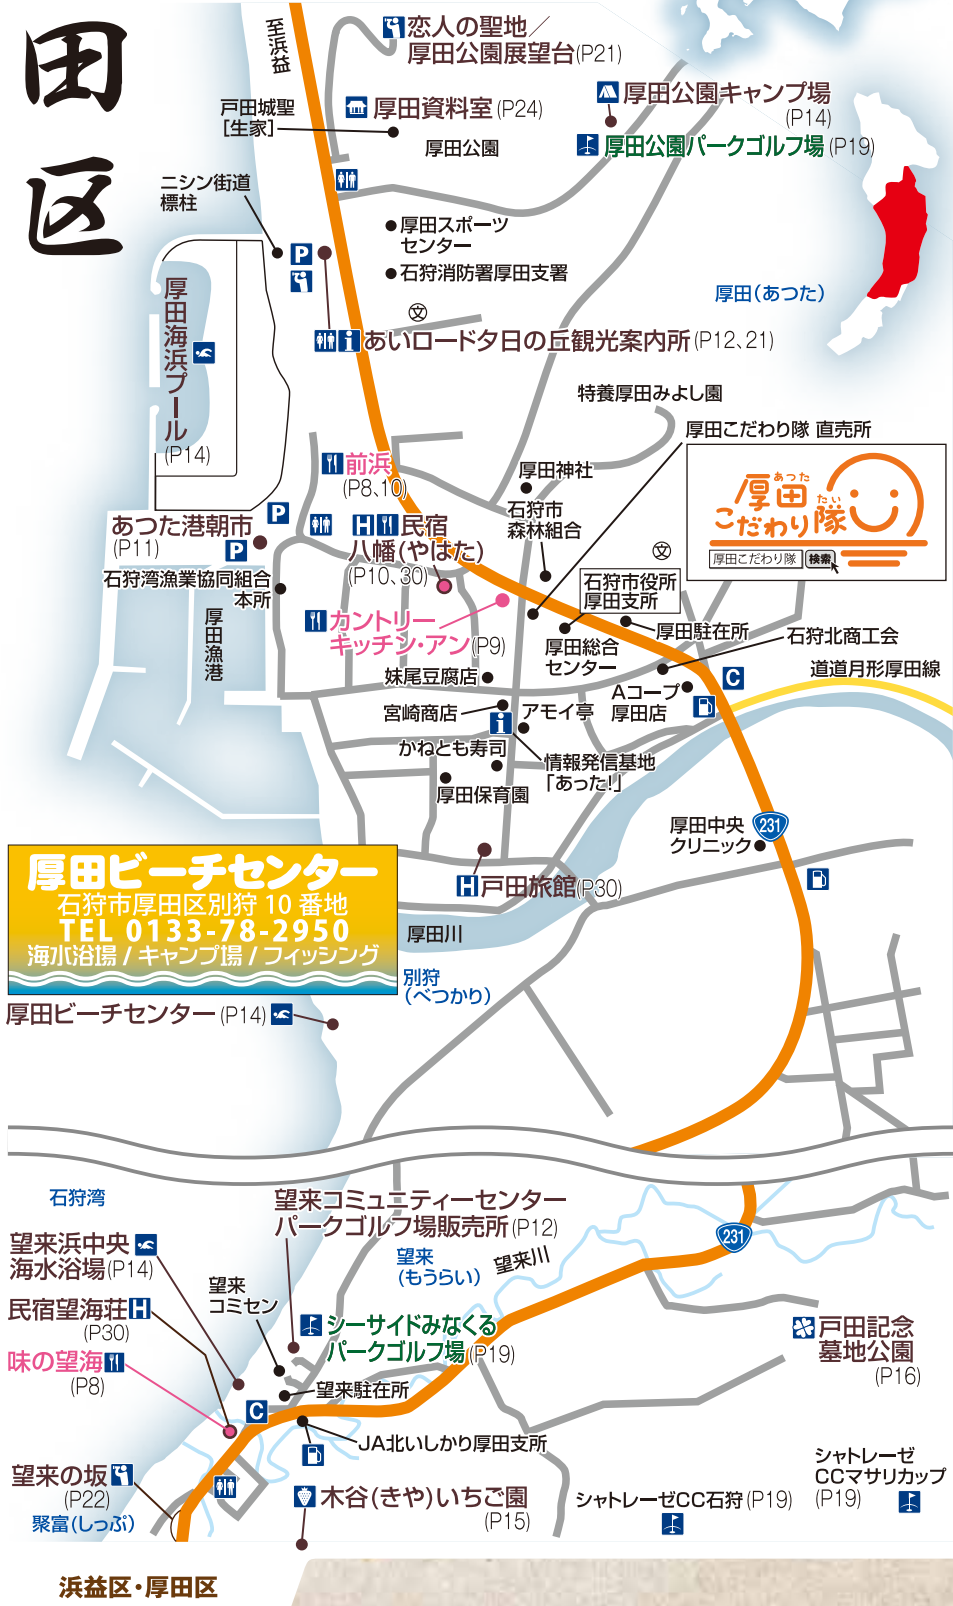 田
区
至浜益
恋人の聖地／
厚田公園展望台(P21)
厚田資料室(P24)
戸田城聖
[生家]
厚田公園
厚田公園キャンプ場
(P14)
厚田公園パークゴルフ場(P19)
ニシン街道
標柱
P
厚田スポーツ
センター
石狩消防署厚田支署
文
厚田(あつた)
あいロード夕日の丘観光案内所(P12、21)
i
厚田海浜プール
(P14)
特養厚田みよし園
厚田こだわり隊 直売所
あつた
厚田
こだわり隊
たい
厚田こだわり隊 検索
前浜
(P8、10)
厚田神社
石狩市
森林組合
P
あつた港朝市
(P11)
P
H 民宿
八幡(やはた)
(P10、30)
文
石狩湾漁業協同組合
本所
石狩市役所
厚田支所
厚田漁港
カントリー
キッチン・アン(P9)
厚田駐在所
厚田総合
センター
石狩北商工会
道道月形厚田線
妹尾豆腐店
C
Aコープ
厚田店
宮崎商店
アモイ亭
i
かねとも寿司
情報発信基地
「あった!」
厚田保育園
厚田中央
クリニック
231
厚田ビーチセンター
石狩市厚田区別狩 10 番地
TEL 0133-78-2950
海水浴場 / キャンプ場 / フィッシング
H 戸田旅館(P30)
厚田川
別狩
(べつかり)
厚田ビーチセンター(P14)
石狩湾
望来コミュニティーセンター
パークゴルフ場販売所(P12)
望来浜中央
海水浴場(P14)
望来
(もうらい)
望来川
231
望来
コミセン
民宿望海荘 H
(P30)
シーサイドみなくる
パークゴルフ場(P19)
戸田記念
墓地公園
(P16)
味の望海
(P8)
望来駐在所
C
JA北いしかり厚田支所
望来の坂
(P22)
聚富(しっぷ)
木谷(きや)いちご園
(P15)
シャトレーゼCC石狩(P19)
シャトレーゼ
CCマサリカップ
(P19)
浜益区・厚田区